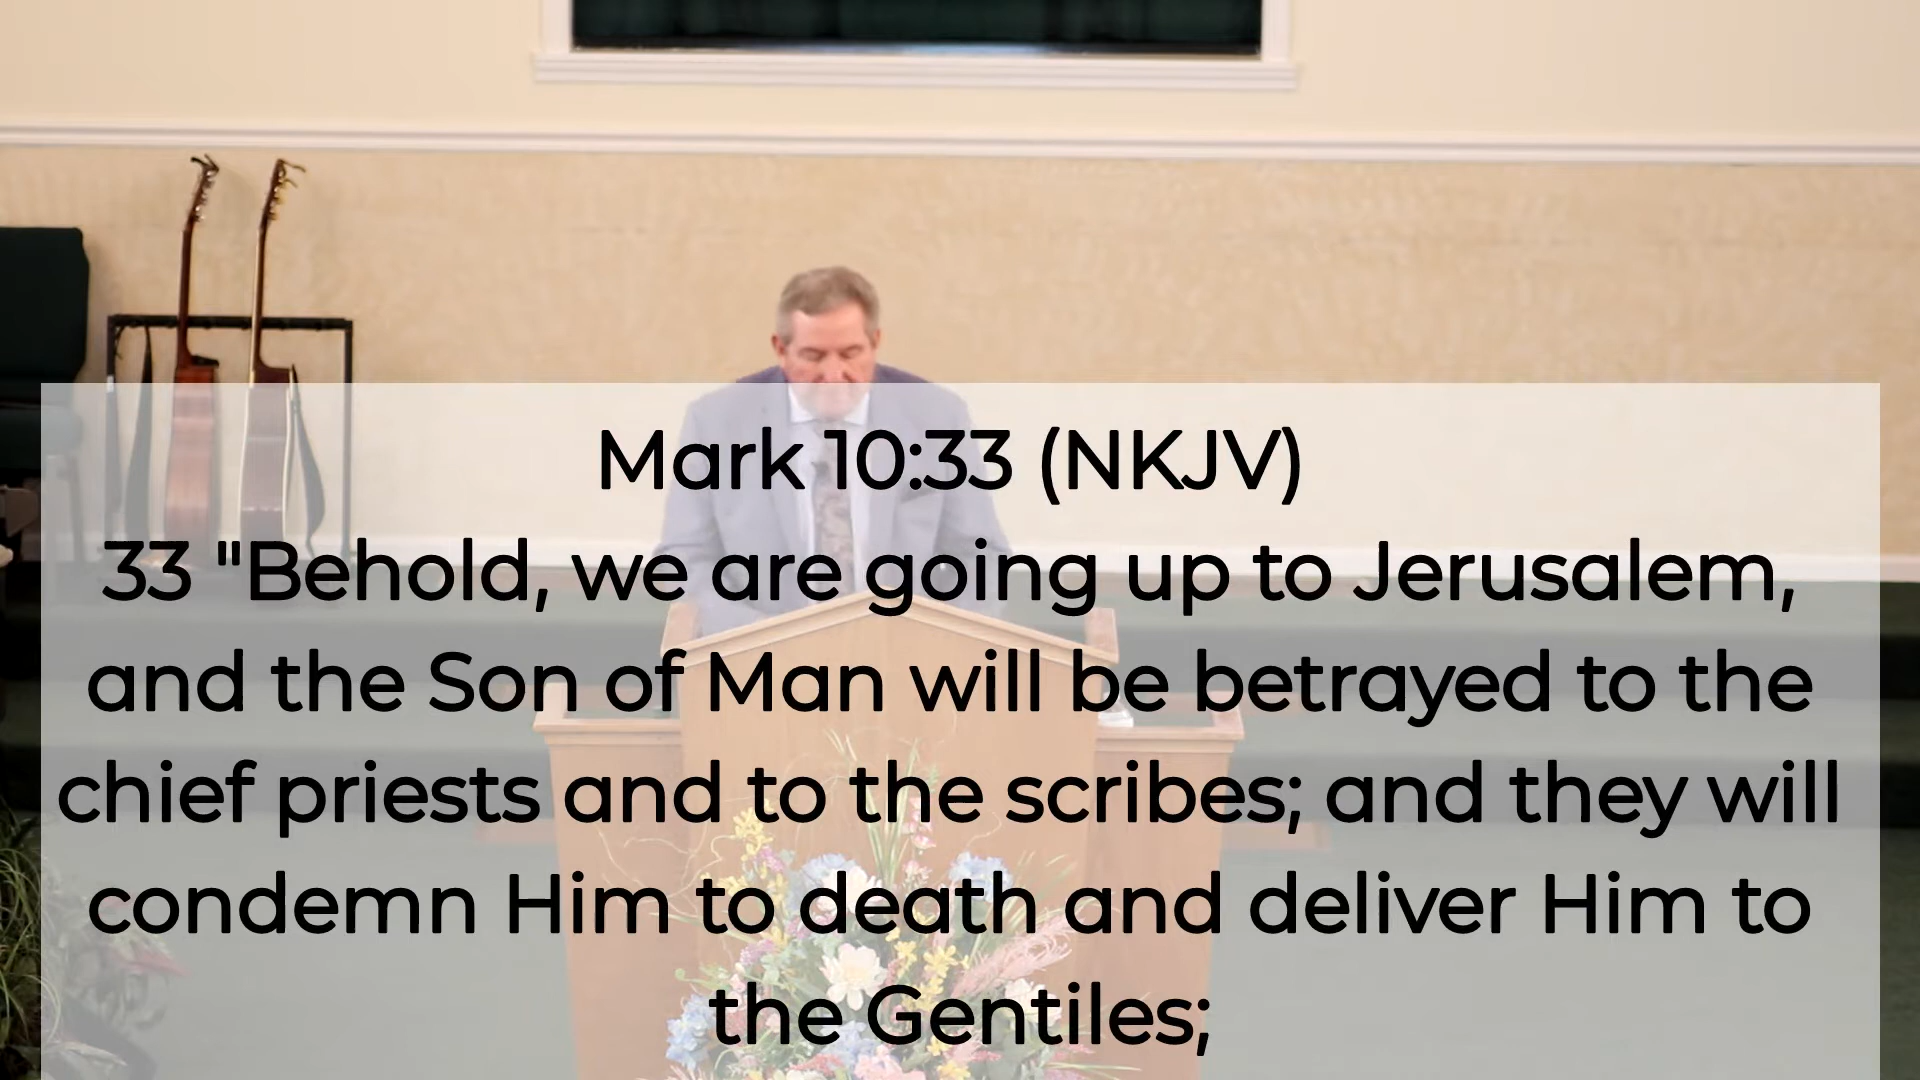 Mark 10:33 (NKJV)
33 "Behold, we are going up to Jerusalem,
and the Son of Man will be betrayed to the
chief priests and to the scribes; and they will
condemn Him to death and deliver Him to
the Gentiles;